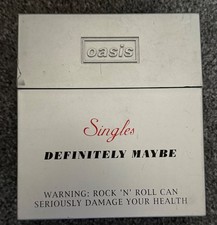 oasis
Singles
DEFINITELY MAYBE
WARNING: ROCK 'N' ROLL CAN
SERIOUSLY DAMAGE YOUR HEALTH